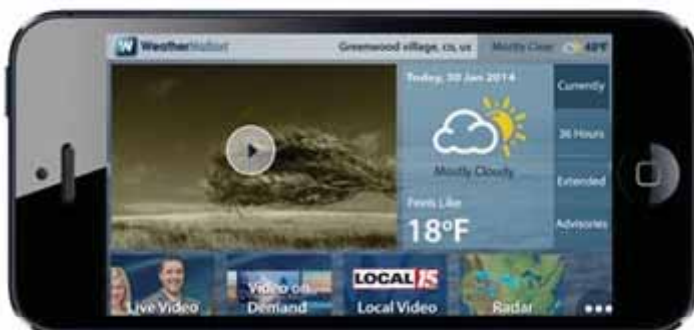 W WeatherNation
Greenwood village, co, us
Mostly Clear 40°F
Today, 30 Jan 2014
Mostly Cloudy
Feels Like
18°F
Currently
36 Hours
Extended
Advisories
Live Video
Video on
Demand
LOCAL 15
Local Video
Radar